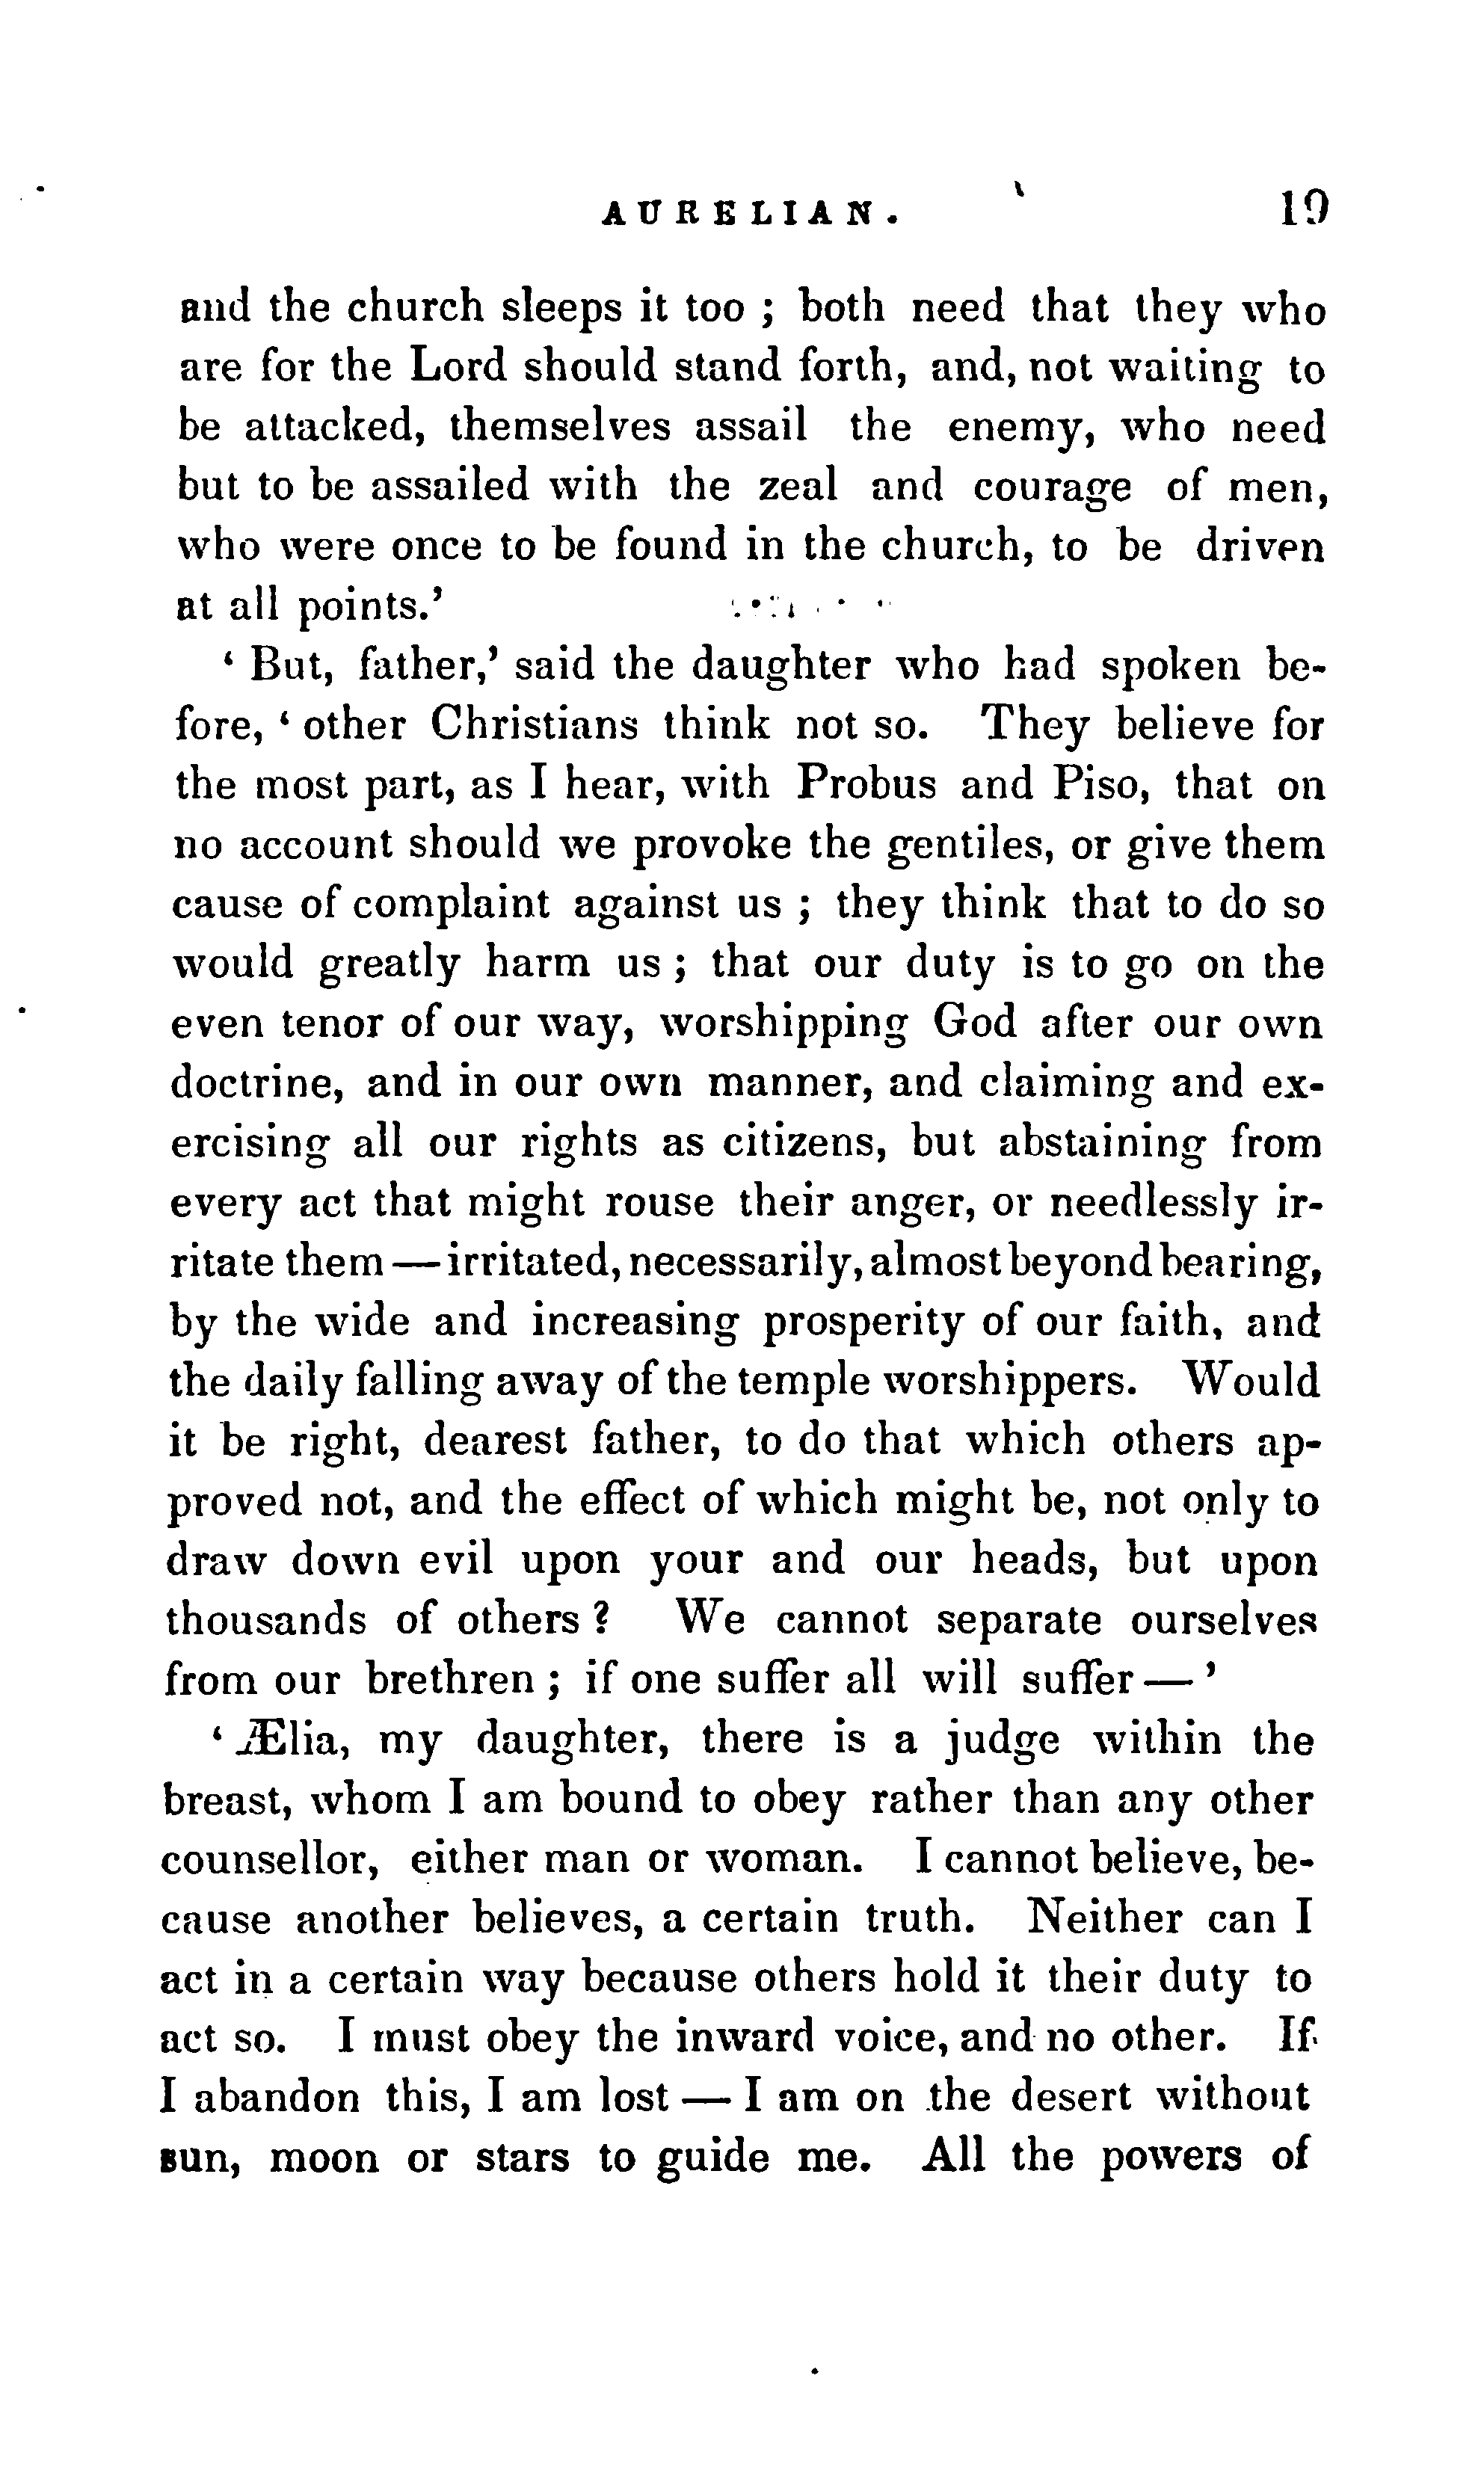 AURELIAN. 19
and the church sleeps it too ; both need that they who
are for the Lord should stand forth, and, not waiting to
be attacked, themselves assail the enemy, who need
but to be assailed with the zeal and courage of men,
who were once to be found in the church, to be driven
at all points.’
‘ But, father,’ said the daughter who had spoken be-
fore, ‘ other Christians think not so. They believe for
the most part, as I hear, with Probus and Piso, that on
no account should we provoke the gentiles, or give them
cause of complaint against us ; they think that to do so
would greatly harm us ; that our duty is to go on the
even tenor of our way, worshipping God after our own
doctrine, and in our own manner, and claiming and ex-
ercising all our rights as citizens, but abstaining from
every act that might rouse their anger, or needlessly ir-
ritate them — irritated, necessarily, almost beyond bearing,
by the wide and increasing prosperity of our faith, and
the daily falling away of the temple worshippers. Would
it be right, dearest father, to do that which others ap-
proved not, and the effect of which might be, not only to
draw down evil upon your and our heads, but upon
thousands of others ? We cannot separate ourselves
from our brethren ; if one suffer all will suffer — ’
‘ Ælia, my daughter, there is a judge within the
breast, whom I am bound to obey rather than any other
counsellor, either man or woman. I cannot believe, be-
cause another believes, a certain truth. Neither can I
act in a certain way because others hold it their duty to
act so. I must obey the inward voice, and no other. If
I abandon this, I am lost — I am on the desert without
sun, moon or stars to guide me. All the powers of